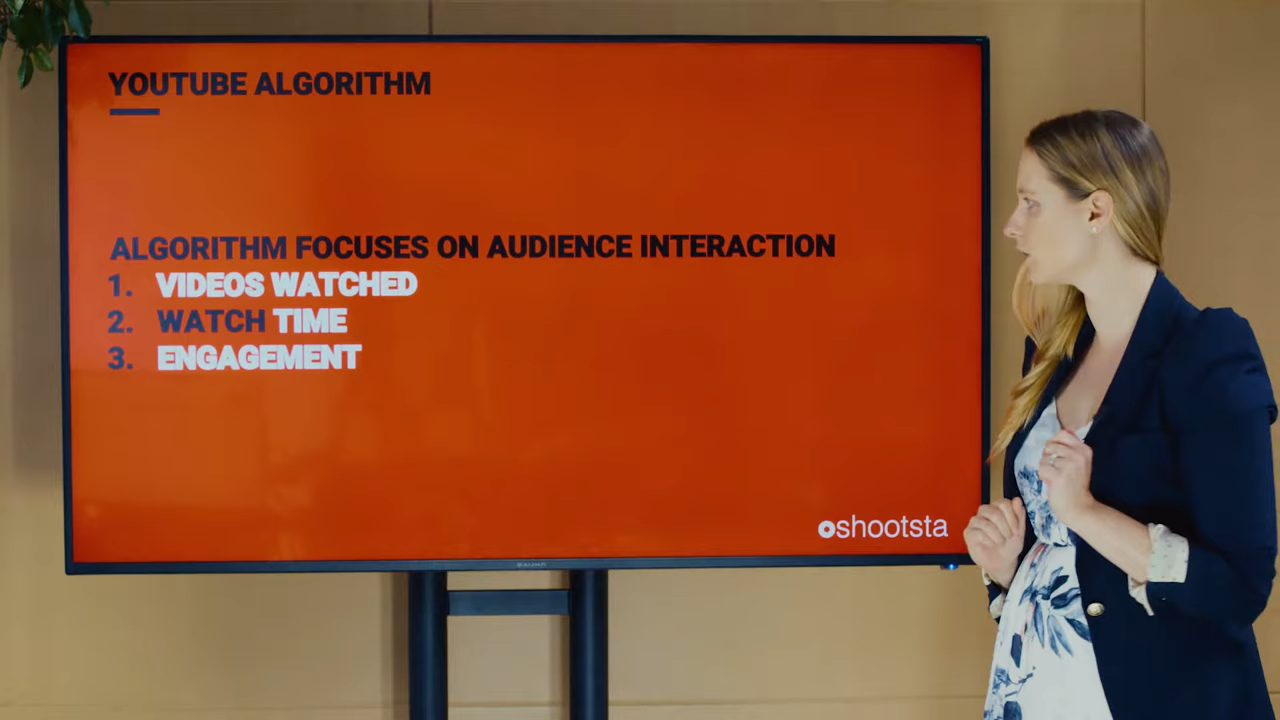 YOUTUBE ALGORITHM
ALGORITHM FOCUSES ON AUDIENCE INTERACTION
1. VIDEOS WATCHED
2. WATCH TIME
3. ENGAGEMENT
shootsta